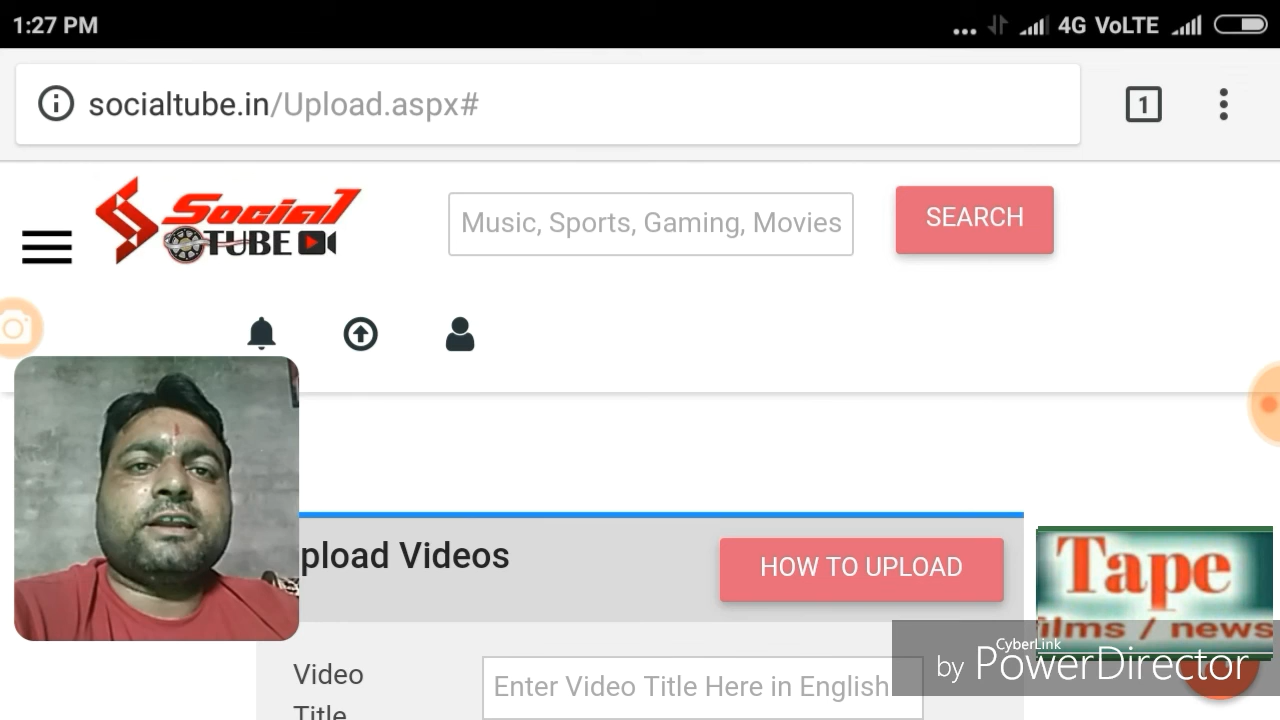 1:27 PM
4G VoLTE
socialtube.in/Upload.aspx#
1
Social
TUBE
Music, Sports, Gaming, Movies
SEARCH
pload Videos
HOW TO UPLOAD
Tape
ilms / news
CyberLink
by PowerDirector
Video
Title
Enter Video Title Here in English